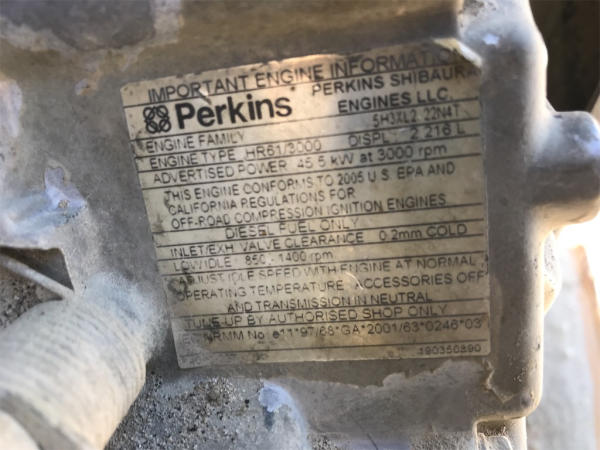 IMPORTANT ENGINE INFORMATION
Perkins PERKINS SHIBAURA
ENGINES LLC.
ENGINE FAMILY 5H3XL2.22N4T
ENGINE TYPE HR61/3000 DISPL 2.216 L
ADVERTISED POWER 45.5 kW at 3000 rpm
THIS ENGINE CONFORMS TO 2005 U.S. EPA AND
CALIFORNIA REGULATIONS FOR
OFF-ROAD COMPRESSION IGNITION ENGINES
DIESEL FUEL ONLY
INLET/EXH. VALVE CLEARANCE 0.2mm COLD
LOW IDLE 850 - 1400 rpm
ADJUST IDLE SPEED WITH ENGINE AT NORMAL
OPERATING TEMPERATURE ACCESSORIES OFF
AND TRANSMISSION IN NEUTRAL
TUNE-UP BY AUTHORISED SHOP ONLY
NRMM No. e11*97/68*GA*2001/63*0246*03
190350890